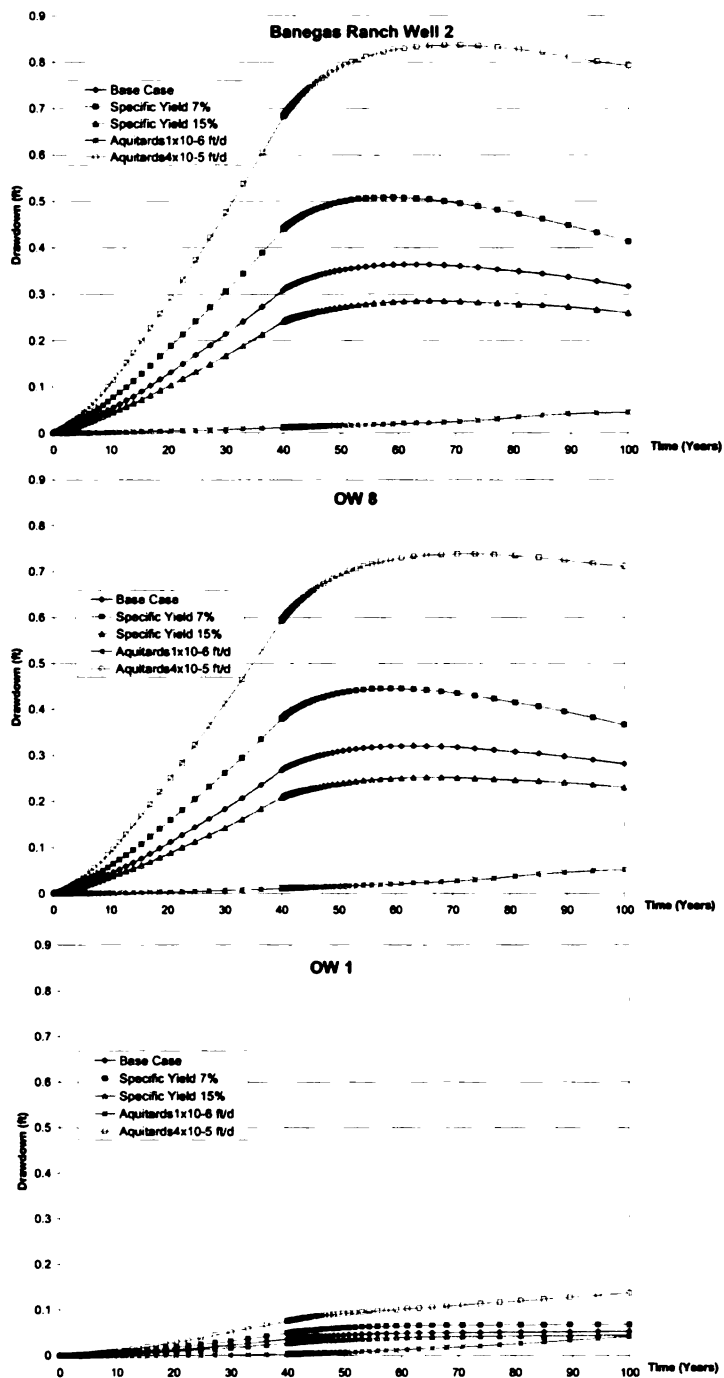 Banegas Ranch Well 2
0.9
0.8
0.7
0.6
0.5
0.4
0.3
0.2
0.1
0
Drawdown (ft)
Base Case
Specific Yield 7%
Specific Yield 15%
Aquitards1x10-6 ft/d
Aquitards4x10-5 ft/d
0 10 20 30 40 50 60 70 80 90 100
Time (Years)
OW 8
0.9
0.8
0.7
0.6
0.5
0.4
0.3
0.2
0.1
0
Drawdown (ft)
Base Case
Specific Yield 7%
Specific Yield 15%
Aquitards1x10-6 ft/d
Aquitards4x10-5 ft/d
0 10 20 30 40 50 60 70 80 90 100
Time (Years)
OW 1
0.9
0.8
0.7
0.6
0.5
0.4
0.3
0.2
0.1
0
Drawdown (ft)
Base Case
Specific Yield 7%
Specific Yield 15%
Aquitards1x10-6 ft/d
Aquitards4x10-5 ft/d
0 10 20 30 40 50 60 70 80 90 100
Time (Years)